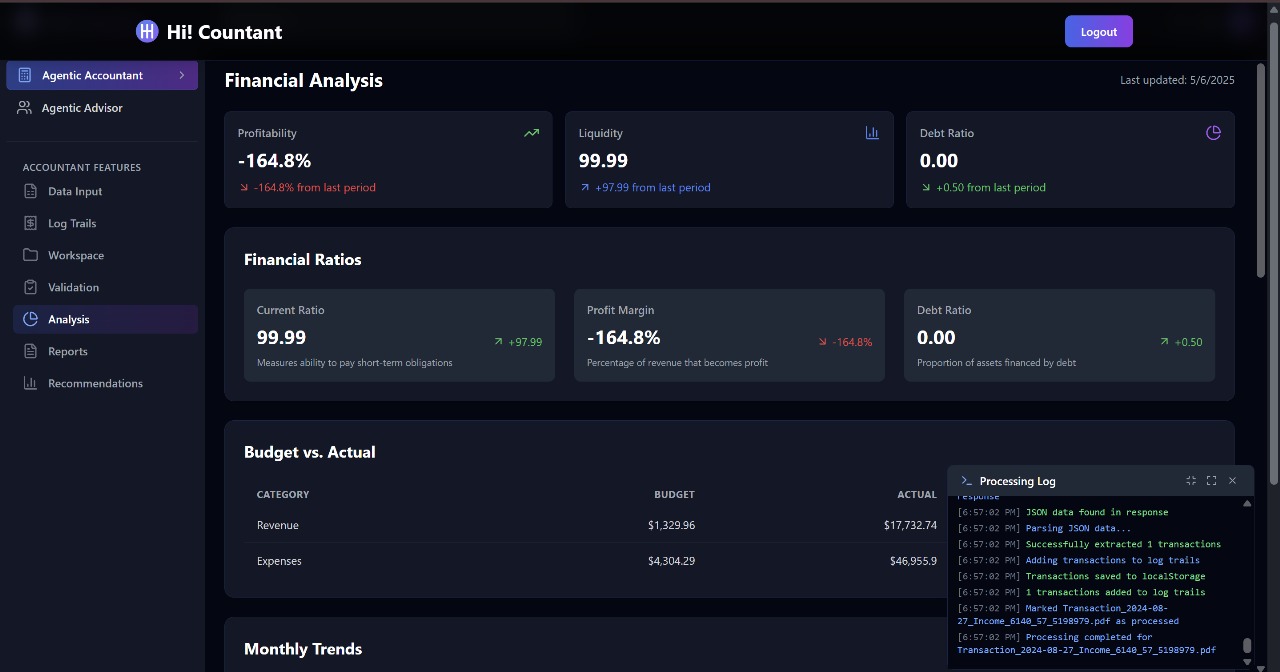 Hi! Countant
Logout
Agentic Accountant
Agentic Advisor
ACCOUNTANT FEATURES
Data Input
Log Trails
Workspace
Validation
Analysis
Reports
Recommendations
Financial Analysis
Last updated: 5/6/2025
Profitability
-164.8%
-164.8% from last period
Liquidity
99.99
+97.99 from last period
Debt Ratio
0.00
+0.50 from last period
Financial Ratios
Current Ratio
99.99
+97.99
Measures ability to pay short-term obligations
Profit Margin
-164.8%
-164.8%
Percentage of revenue that becomes profit
Debt Ratio
0.00
+0.50
Proportion of assets financed by debt
Budget vs. Actual
CATEGORY BUDGET ACTUAL
Revenue $1,329.96 $17,732.74
Expenses $4,304.29 $46,955.9
Monthly Trends
Processing Log
response
[6:57:02 PM] JSON data found in response
[6:57:02 PM] Parsing JSON data...
[6:57:02 PM] Successfully extracted 1 transactions
[6:57:02 PM] Adding transactions to log trails
[6:57:02 PM] Transactions saved to localStorage
[6:57:02 PM] 1 transactions added to log trails
[6:57:02 PM] Marked Transaction_2024-08-
27_Income_6140_57_5198979.pdf as processed
[6:57:02 PM] Processing completed for
Transaction_2024-08-27_Income_6140_57_5198979.pdf